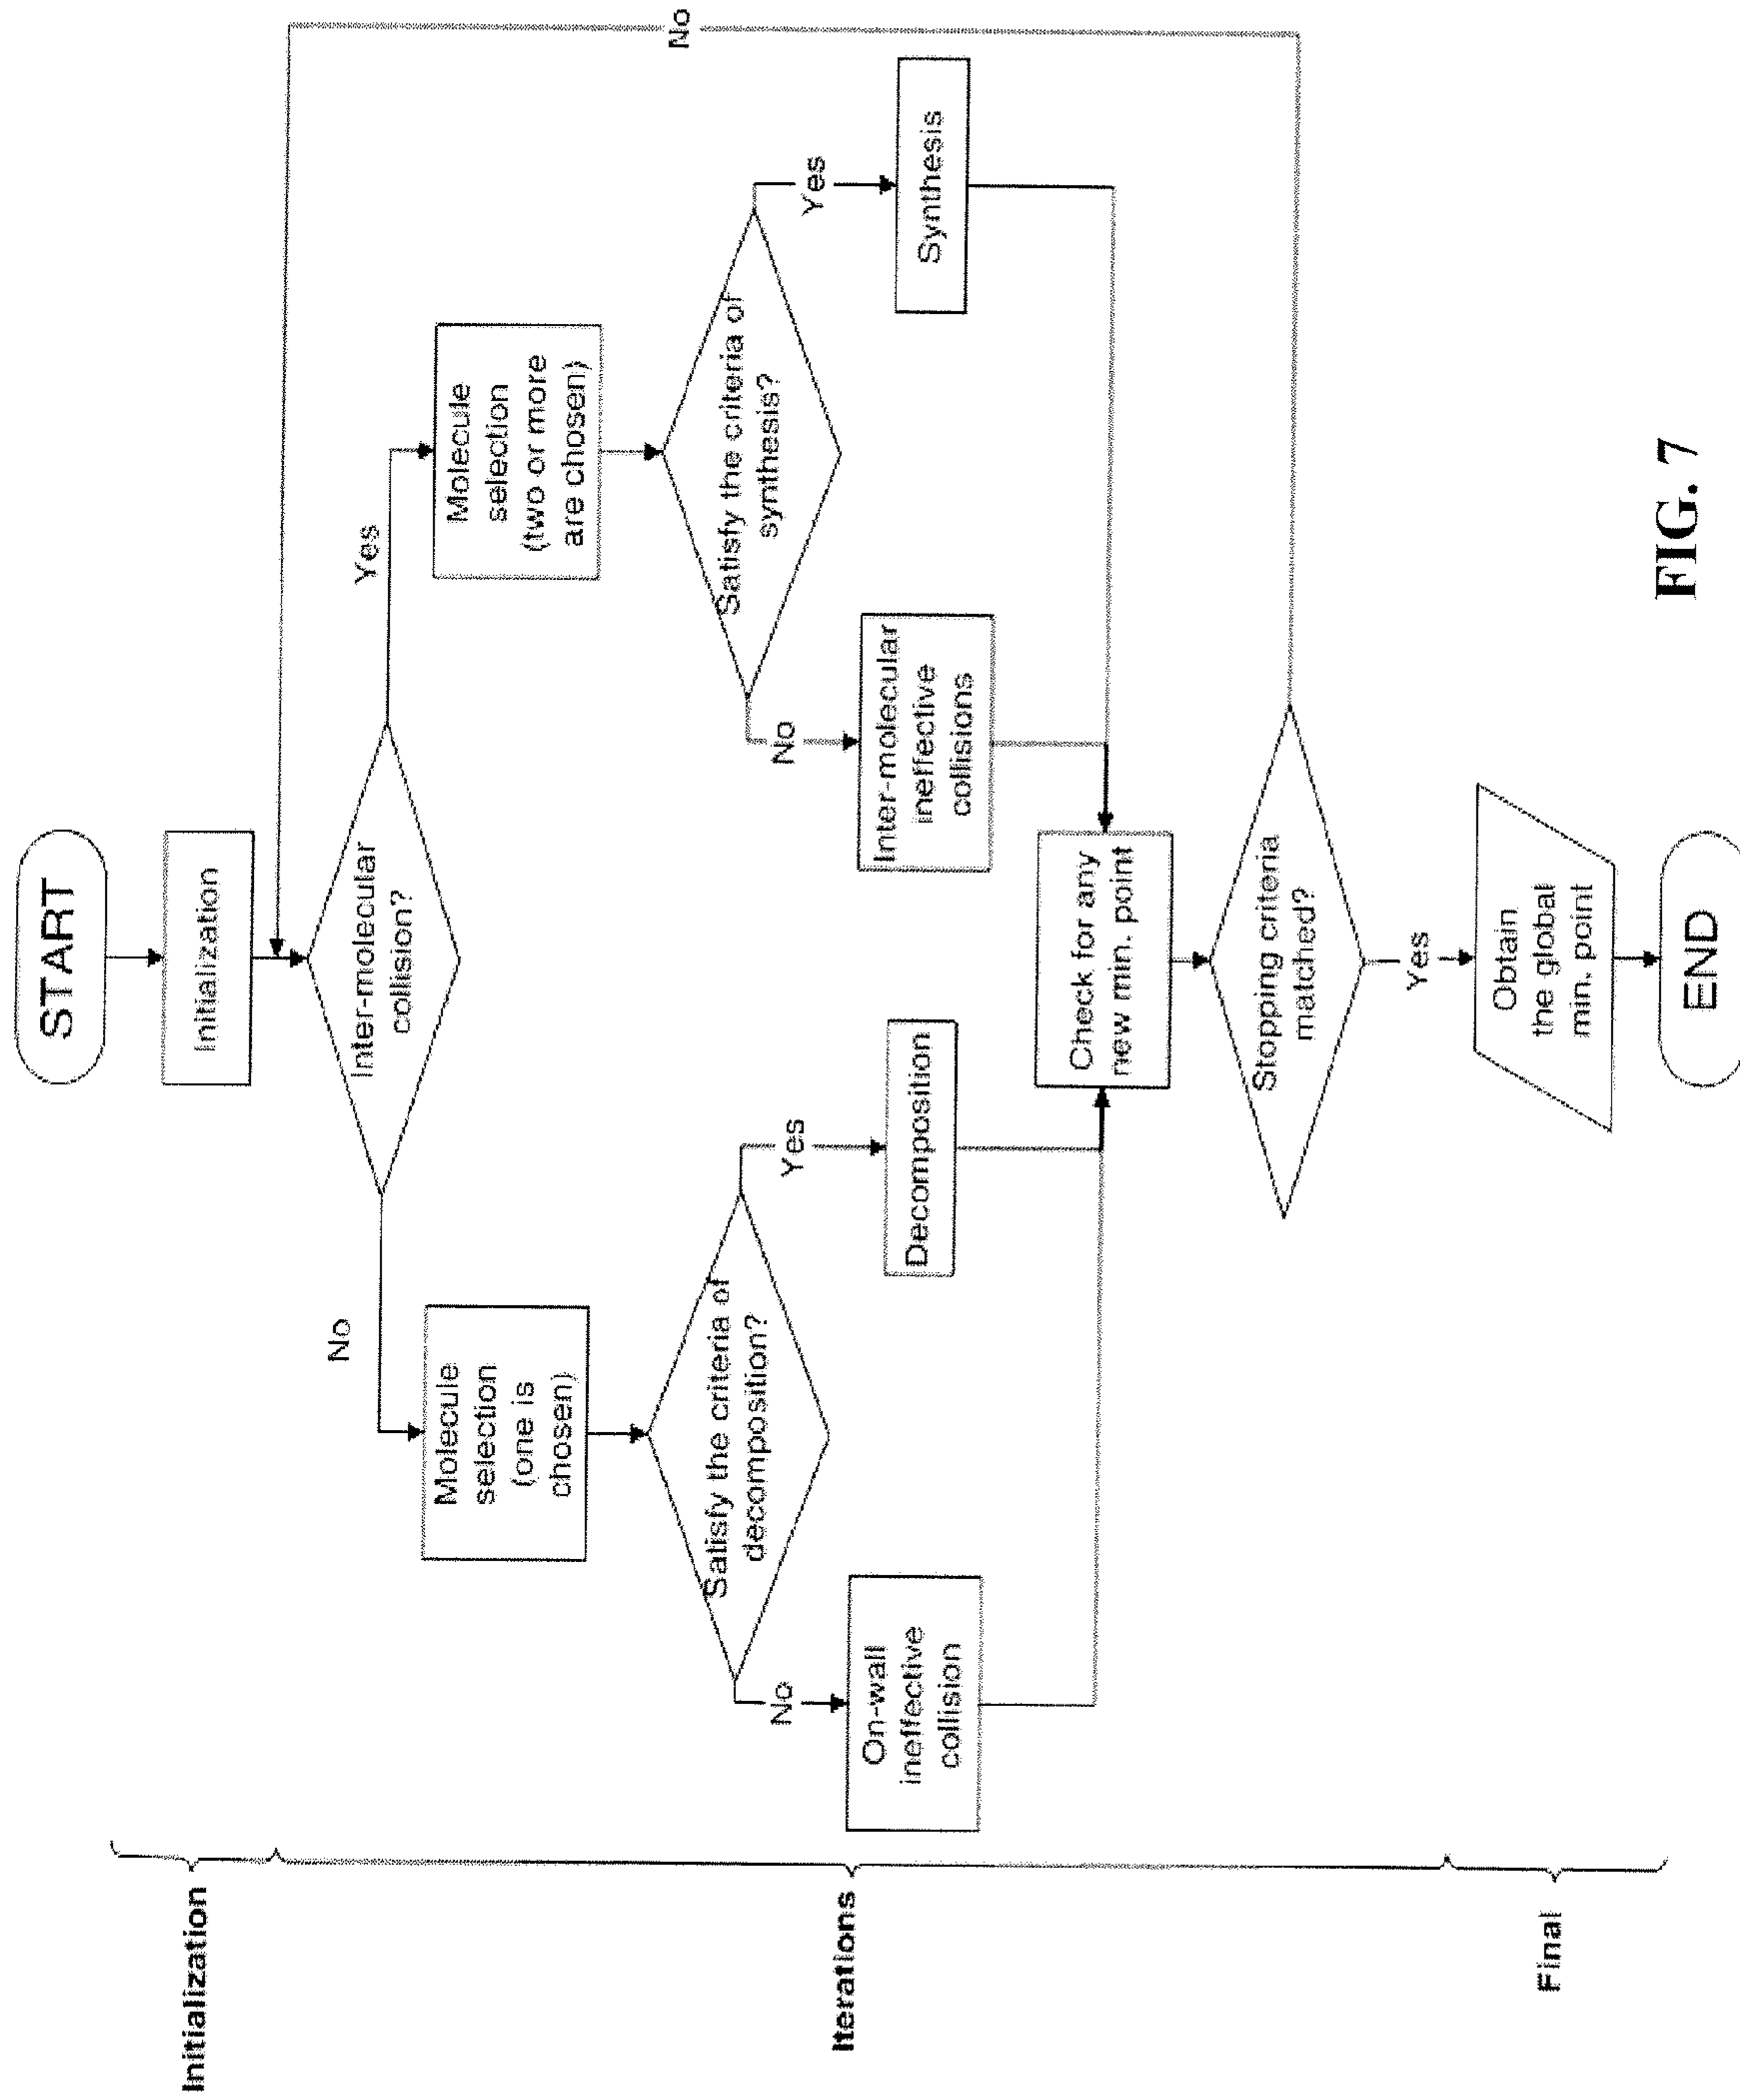 START
Initialization
Initialization
Inter-molecular
collision?
No
Yes
No
Molecule
selection
(one is
chosen)
Molecule
selection
(two or more
are chosen)
Satisfy the criteria of
decomposition?
Satisfy the criteria of
synthesis?
No
Yes
No
Yes
Iterations
On-wall
ineffective
collision
Decomposition
Inter-molecular
ineffective
collisions
Synthesis
Check for any
new min. point
Stopping criteria
matched?
Yes
Final
Obtain
the global
min. point
END
FIG. 7